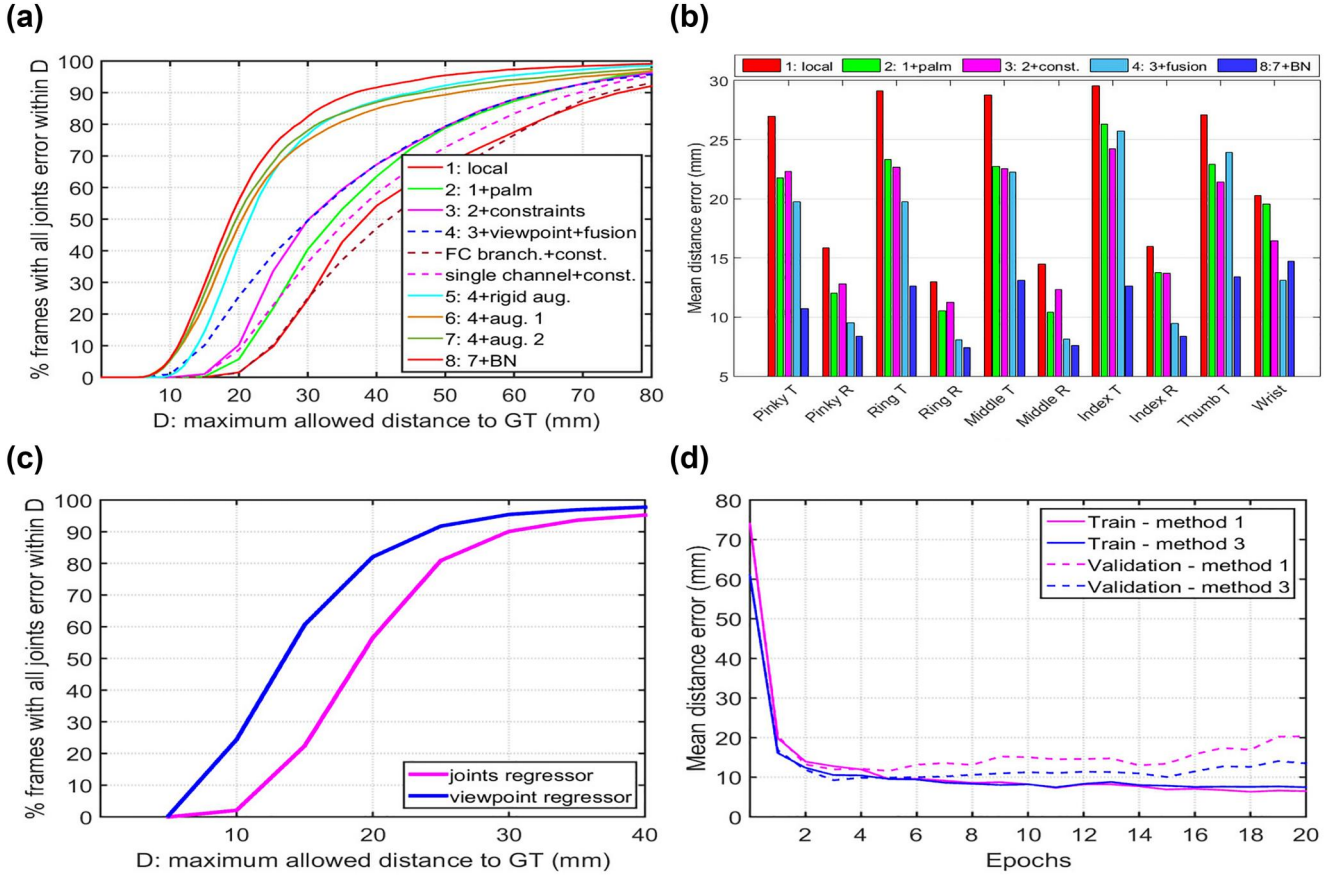 (a)
% frames with all joints error within D
100
90
80
70
60
50
40
30
20
10
0
1: local
2: 1+palm
3: 2+constraints
4: 3+viewpoint+fusion
FC branch.+const.
single channel+const.
5: 4+rigid aug.
6: 4+aug. 1
7: 4+aug. 2
8: 7+BN
10 20 30 40 50 60 70 80
D: maximum allowed distance to GT (mm)
(b)
1: local 2: 1+palm 3: 2+const. 4: 3+fusion 8:7+BN
Mean distance error (mm)
30
25
20
15
10
5
Pinky T Pinky R Ring T Ring R Middle T Middle R Index T Index R Thumb T Wrist
(c)
% frames with all joints error within D
100
90
80
70
60
50
40
30
20
10
0
joints regressor
viewpoint regressor
10 20 30 40
D: maximum allowed distance to GT (mm)
(d)
Mean distance error (mm)
80
70
60
50
40
30
20
10
0
Train - method 1
Train - method 3
Validation - method 1
Validation - method 3
2 4 6 8 10 12 14 16 18 20
Epochs